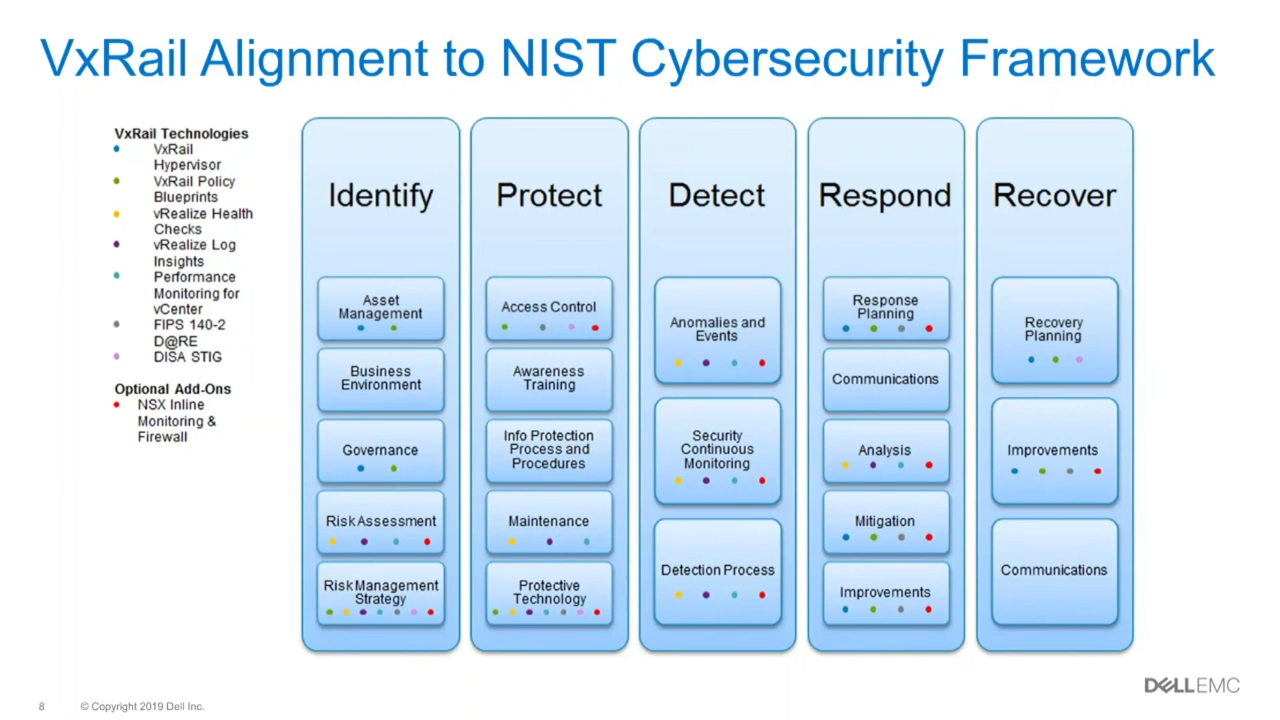 VxRail Alignment to NIST Cybersecurity Framework
VxRail Technologies
VxRail
Hypervisor
VxRail Policy
Blueprints
vRealize Health
Checks
vRealize Log
Insights
Performance
Monitoring for
vCenter
FIPS 140-2
D@RE
DISA STIG
Optional Add-Ons
NSX Inline
Monitoring &
Firewall
Identify
Asset
Management
Business
Environment
Governance
Risk Assessment
Risk Management
Strategy
Protect
Access Control
Awareness
Training
Info Protection
Process and
Procedures
Maintenance
Protective
Technology
Detect
Anomalies and
Events
Security
Continuous
Monitoring
Detection Process
Respond
Response
Planning
Communications
Analysis
Mitigation
Improvements
Recover
Recovery
Planning
Improvements
Communications
8
© Copyright 2019 Dell Inc.
DELL EMC